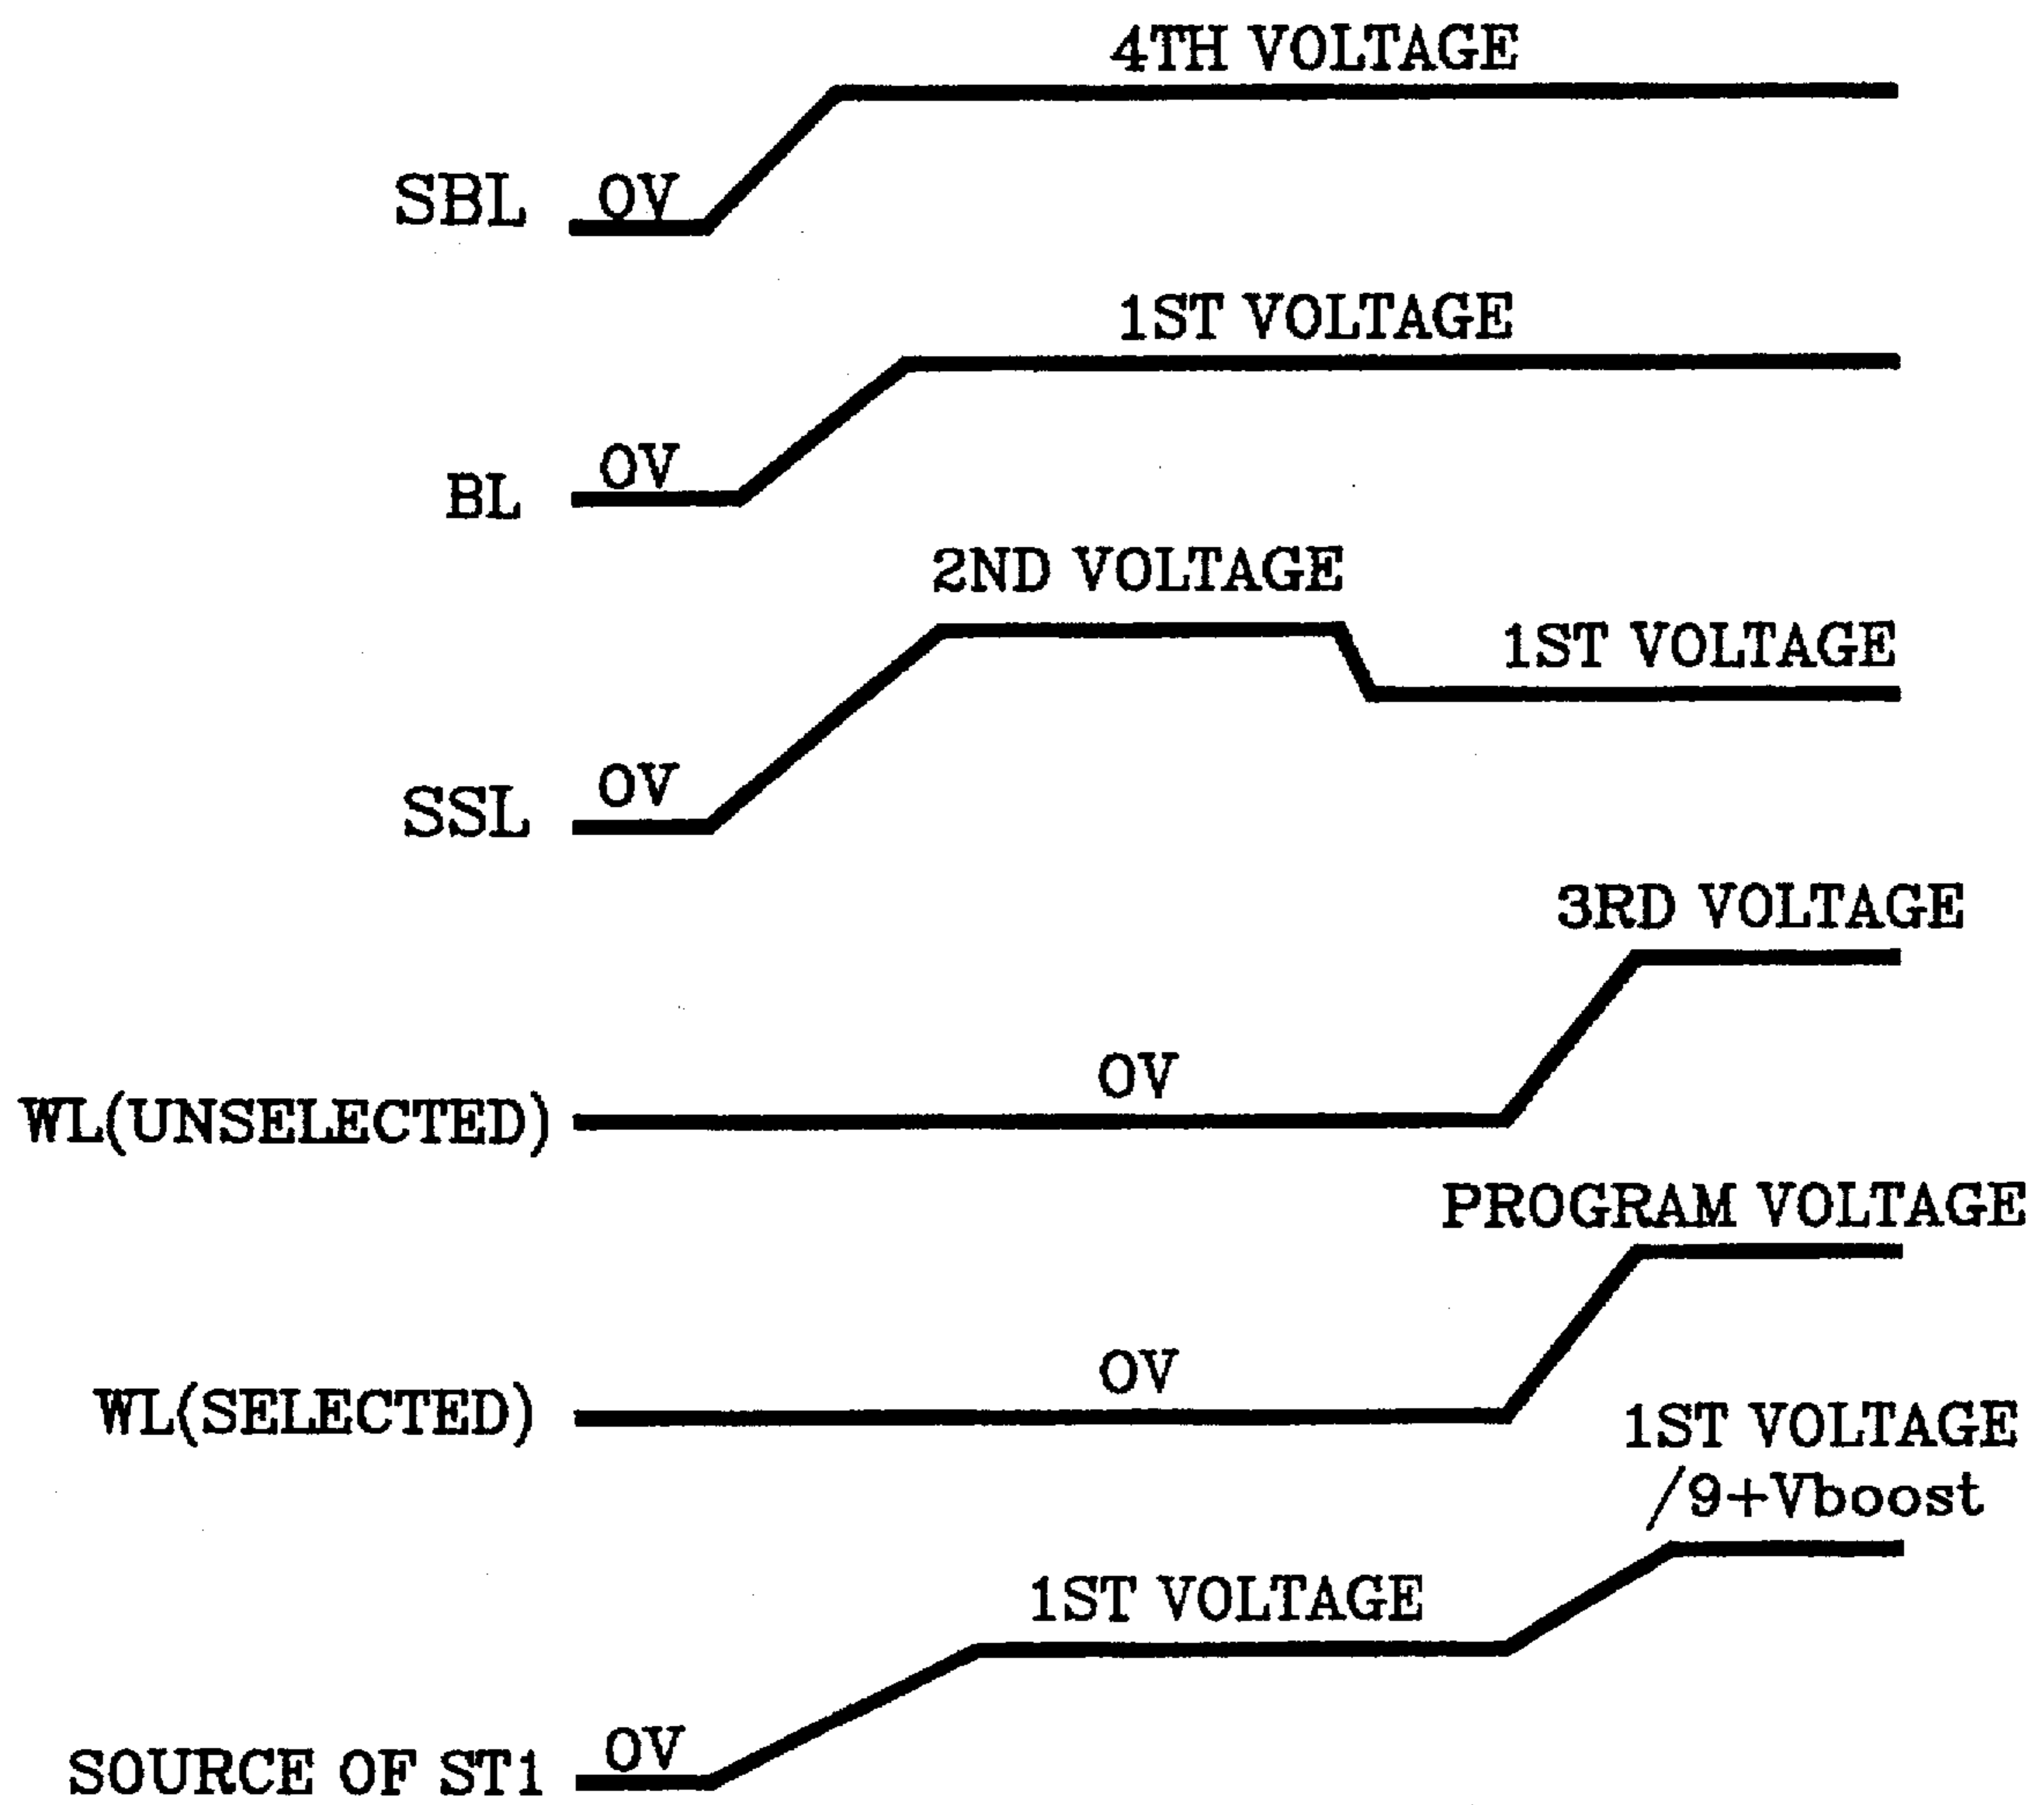 4TH VOLTAGE
SBL 0V
1ST VOLTAGE
BL 0V
2ND VOLTAGE
1ST VOLTAGE
SSL 0V
3RD VOLTAGE
WL(UNSELECTED) 0V
PROGRAM VOLTAGE
WL(SELECTED) 0V
1ST VOLTAGE
/9+Vboost
1ST VOLTAGE
SOURCE OF ST1 0V